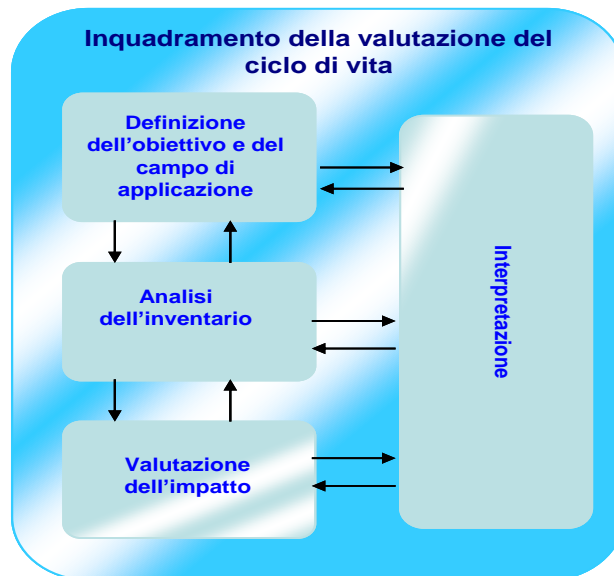 Inquadramento della valutazione del
ciclo di vita
Definizione
dell'obiettivo e del
campo di
applicazione
Analisi
dell'inventario
Valutazione
dell'impatto
Interpretazione